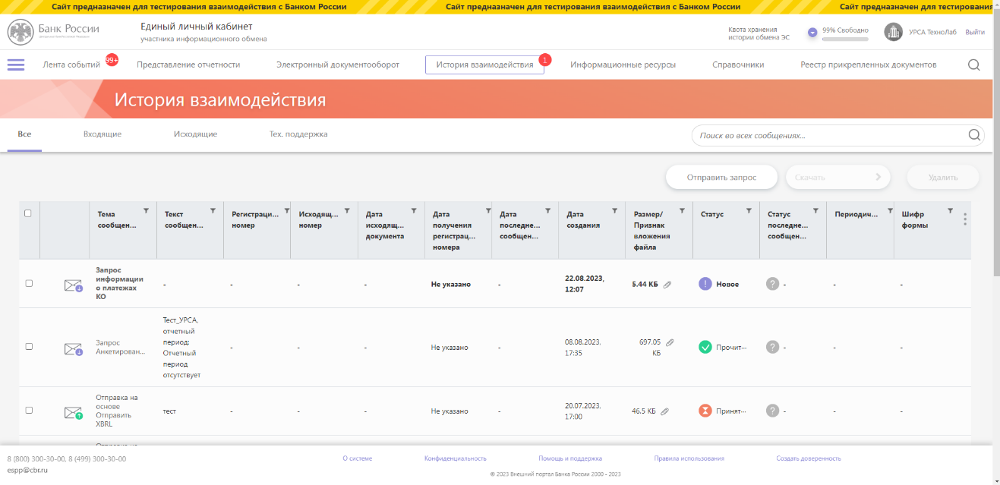 Сайт предназначен для тестирования взаимодействия с Банком России Сайт предназначен для тестирования взаимодействия с Банком России Сайт предназначен для тестирования
Банк России
Единый личный кабинет
участника информационного обмена
Квота хранения
истории обмена ЭС
99% Свободно
УРСА ТехноЛаб
Выйти
Лента событий 99+ Представление отчетности Электронный документооборот История взаимодействия 1 Информационные ресурсы Справочники Реестр прикрепленных документов
История взаимодействия
Все Входящие Исходящие Тех. поддержка
Поиск во всех сообщениях...
Отправить запрос Скачать Удалить
Тема
сообщен...
Текст
сообщен...
Регистраци...
номер
Исходящ...
номер
Дата
исходящ...
документа
Дата
получения
регистрац...
номера
Дата
последне...
сообщен...
Дата
создания
Размер/
Признак
вложения
файла
Статус
Статус
последне...
сообщен...
Периодич...
Шифр
формы
Запрос
информации
о платежах
КО
- - - - Не указано -
22.08.2023,
12:07
5.44 КБ
! Новое
? - - -
Запрос
Анкетирован...
Тест_УРСА,
отчетный
период:
Отчетный
период
отсутствует
- - - Не указано -
08.08.2023,
17:35
697.05
КБ
Прочит...
? - - -
Отправка на
основе
Отправить
XBRL
тест
- - - Не указано -
20.07.2023,
17:00
46.5 КБ
Принят...
? - - -
8 (800) 300-30-00, 8 (499) 300-30-00
espp@cbr.ru
О системе Конфиденциальность Помощь и поддержка Правила использования Создать доверенность
© 2023 Внешний портал Банка России 2000 - 2023